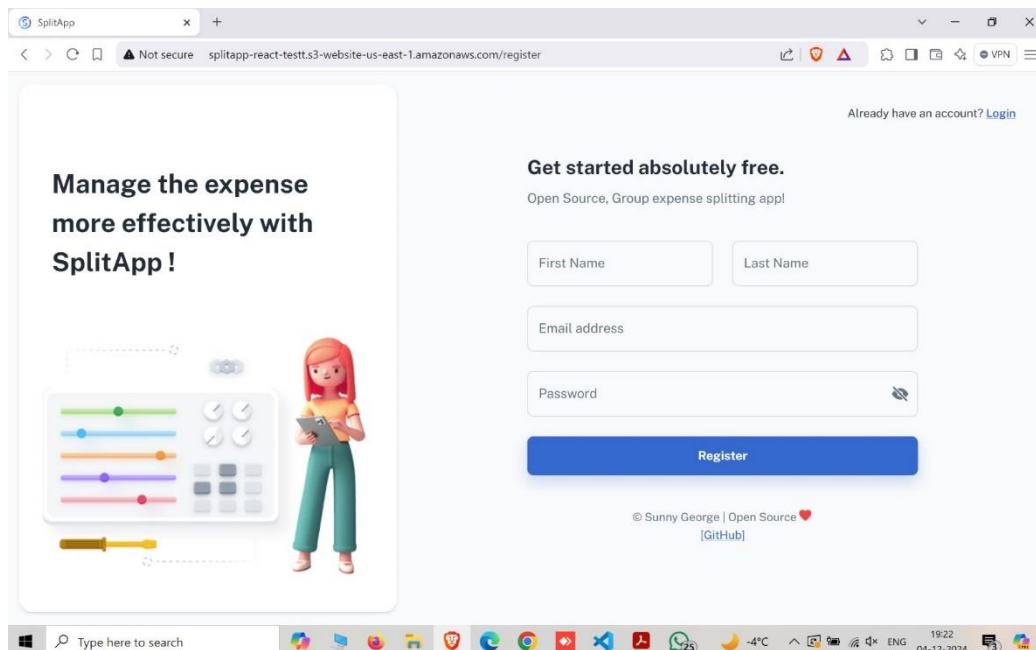 SplitApp
Not secure splitapp-react-testt.s3-website-us-east-1.amazonaws.com/register
VPN
Already have an account? Login
Manage the expense
more effectively with
SplitApp !
Get started absolutely free.
Open Source, Group expense splitting app!
First Name Last Name
Email address
Password
Register
© Sunny George | Open Source
[GitHub]
Type here to search
25
-4°C
ENG
19:22
04-12-2024
3